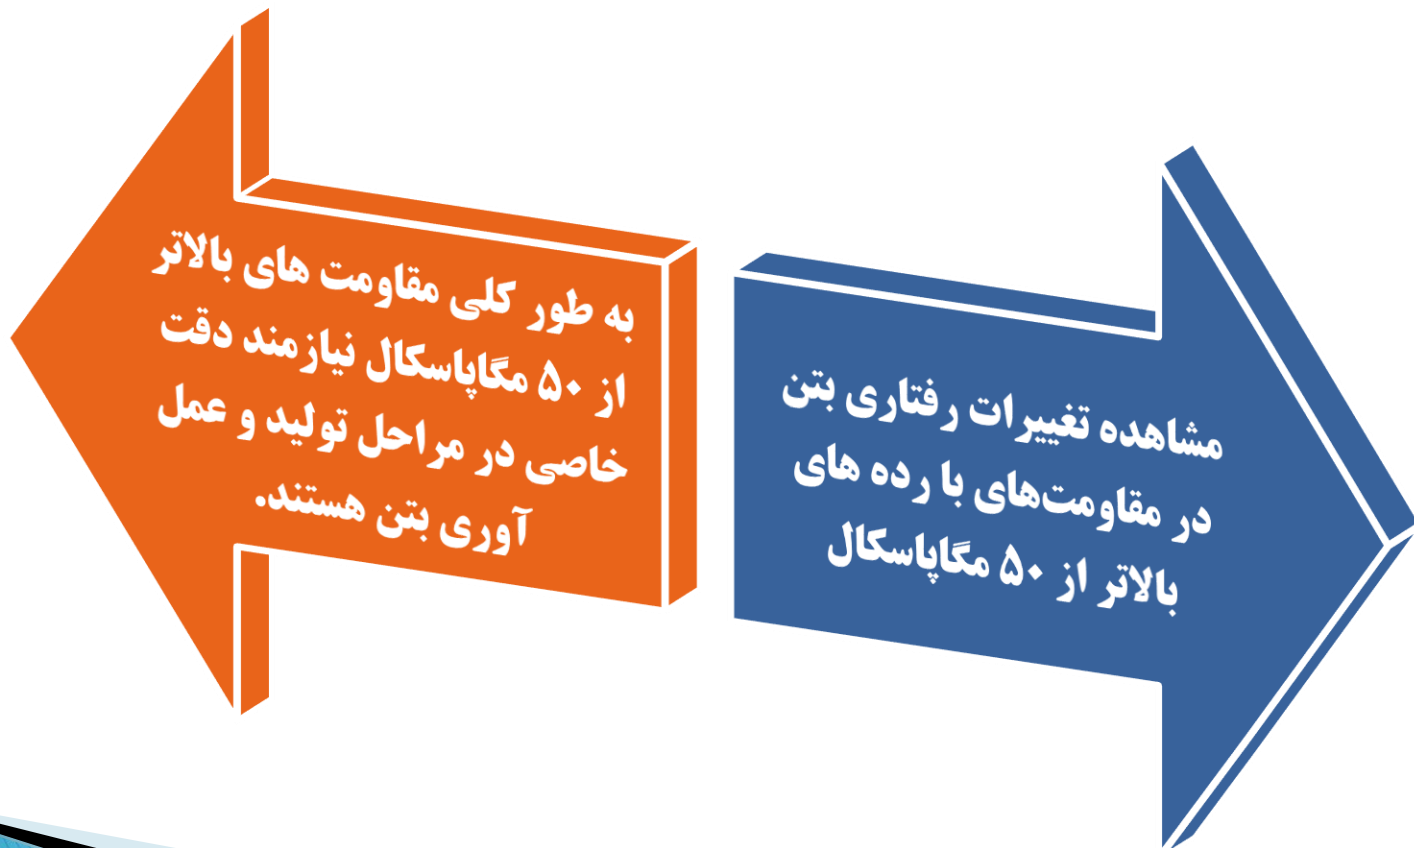 مشاهده تغییرات رفتاری بتن
در مقاومت‌های با رده های
بالاتر از ۵۰ مگاپاسکال
به طور کلی مقاومت های بالاتر
از ۵۰ مگاپاسکال نیازمند دقت
خاصی در مراحل تولید و عمل
آوری بتن هستند.